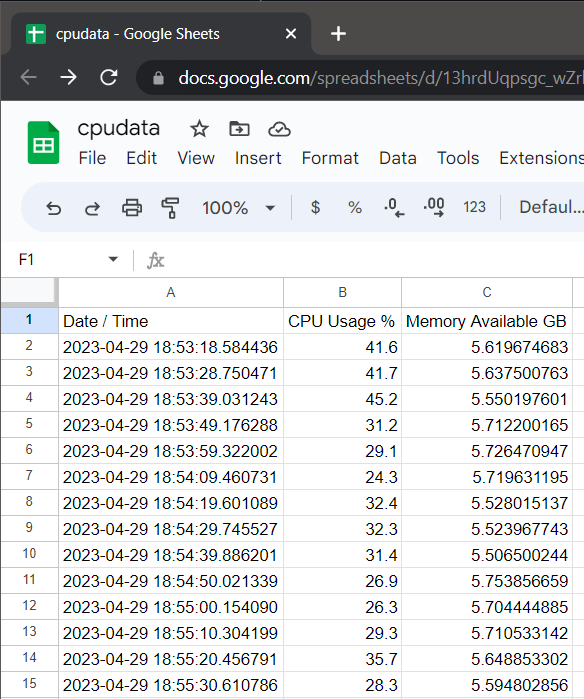 cpudata - Google Sheets
docs.google.com/spreadsheets/d/13hrdUqpsgc_wZr
cpudata
File Edit View Insert Format Data Tools Extensions
100% $ % .0 .00 123 Defaul...
F1 fx
A B C
1 Date / Time CPU Usage % Memory Available GB
2 2023-04-29 18:53:18.584436 41.6 5.619674683
3 2023-04-29 18:53:28.750471 41.7 5.637500763
4 2023-04-29 18:53:39.031243 45.2 5.550197601
5 2023-04-29 18:53:49.176288 31.2 5.712200165
6 2023-04-29 18:53:59.322002 29.1 5.726470947
7 2023-04-29 18:54:09.460731 24.3 5.719631195
8 2023-04-29 18:54:19.601089 32.4 5.528015137
9 2023-04-29 18:54:29.745527 32.3 5.523967743
10 2023-04-29 18:54:39.886201 31.4 5.506500244
11 2023-04-29 18:54:50.021339 26.9 5.753856659
12 2023-04-29 18:55:00.154090 26.3 5.704444885
13 2023-04-29 18:55:10.304199 29.3 5.710533142
14 2023-04-29 18:55:20.456791 35.7 5.648853302
15 2023-04-29 18:55:30.610786 28.3 5.594802856